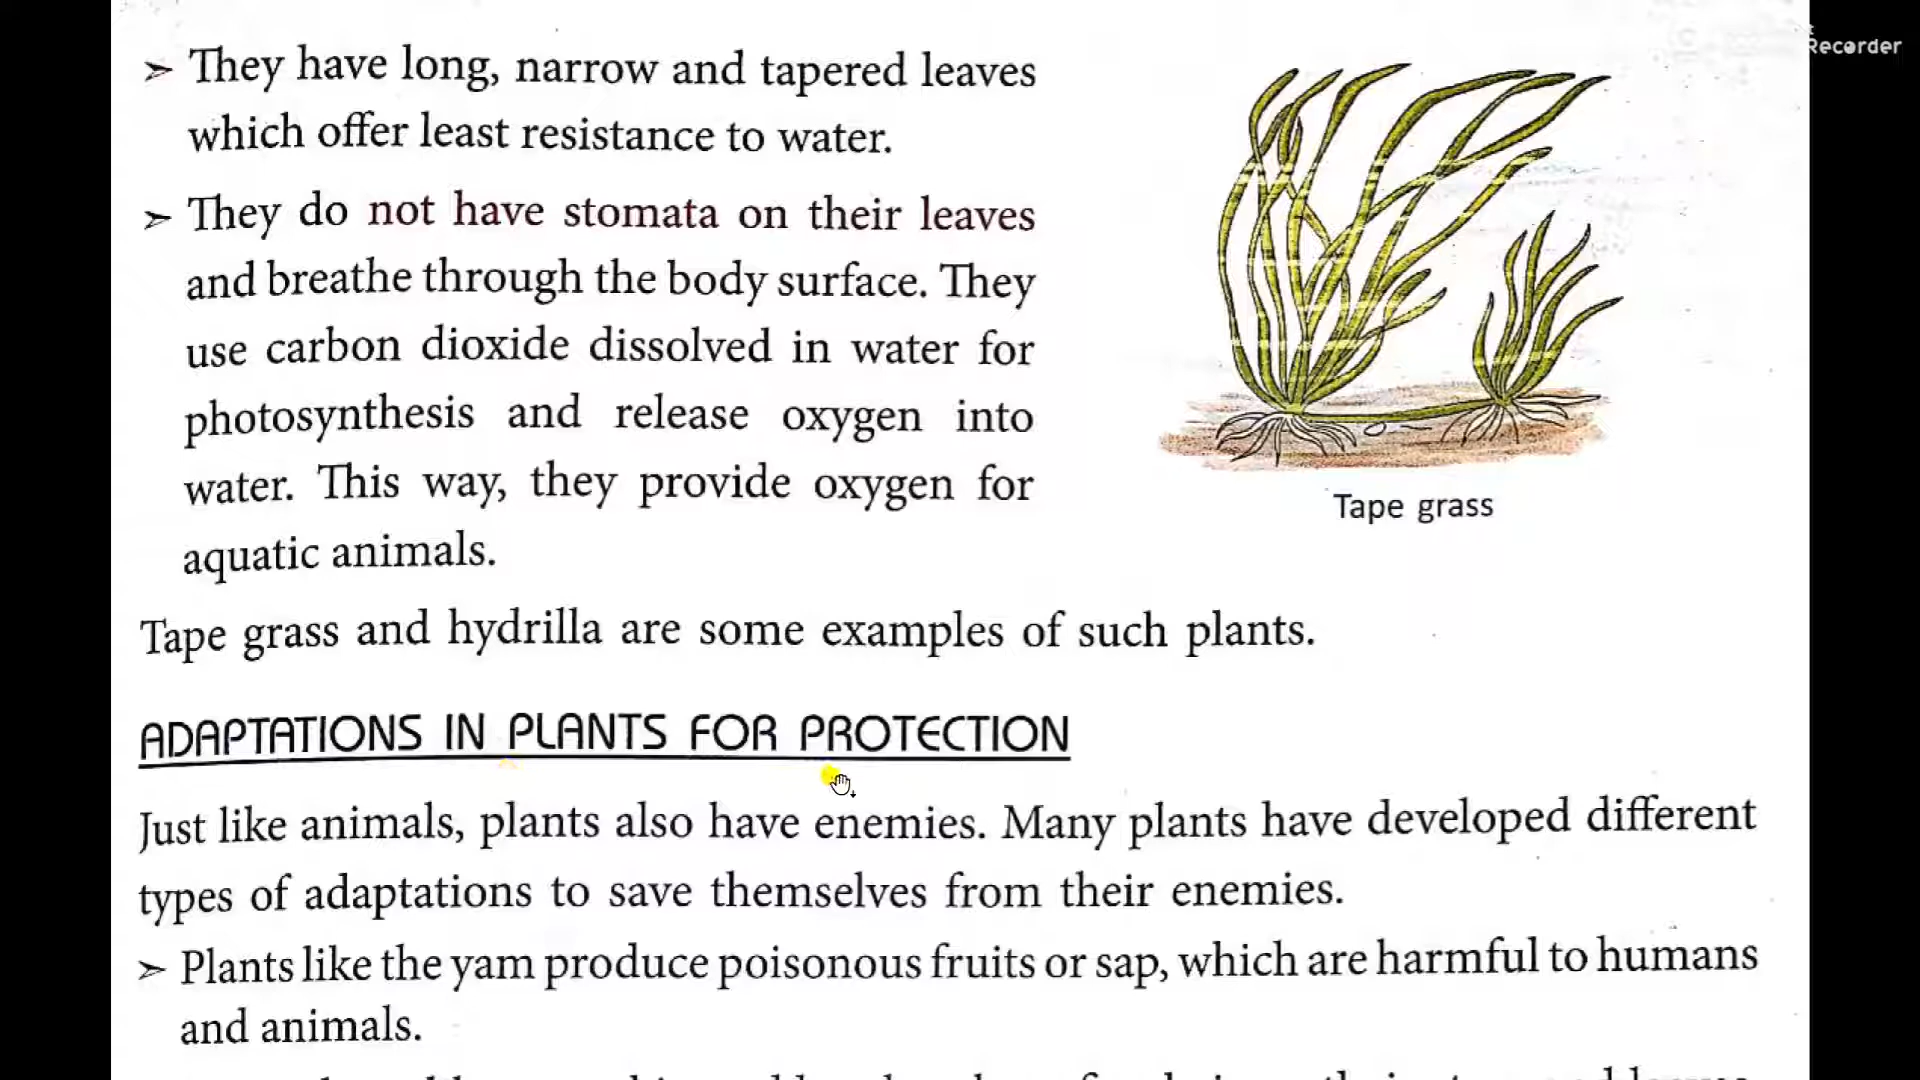 Recorder
➢ They have long, narrow and tapered leaves
which offer least resistance to water.
➢ They do not have stomata on their leaves
and breathe through the body surface. They
use carbon dioxide dissolved in water for
photosynthesis and release oxygen into
water. This way, they provide oxygen for
aquatic animals.
Tape grass
Tape grass and hydrilla are some examples of such plants.
ADAPTATIONS IN PLANTS FOR PROTECTION
Just like animals, plants also have enemies. Many plants have developed different
types of adaptations to save themselves from their enemies.
➢ Plants like the yam produce poisonous fruits or sap, which are harmful to humans
and animals.